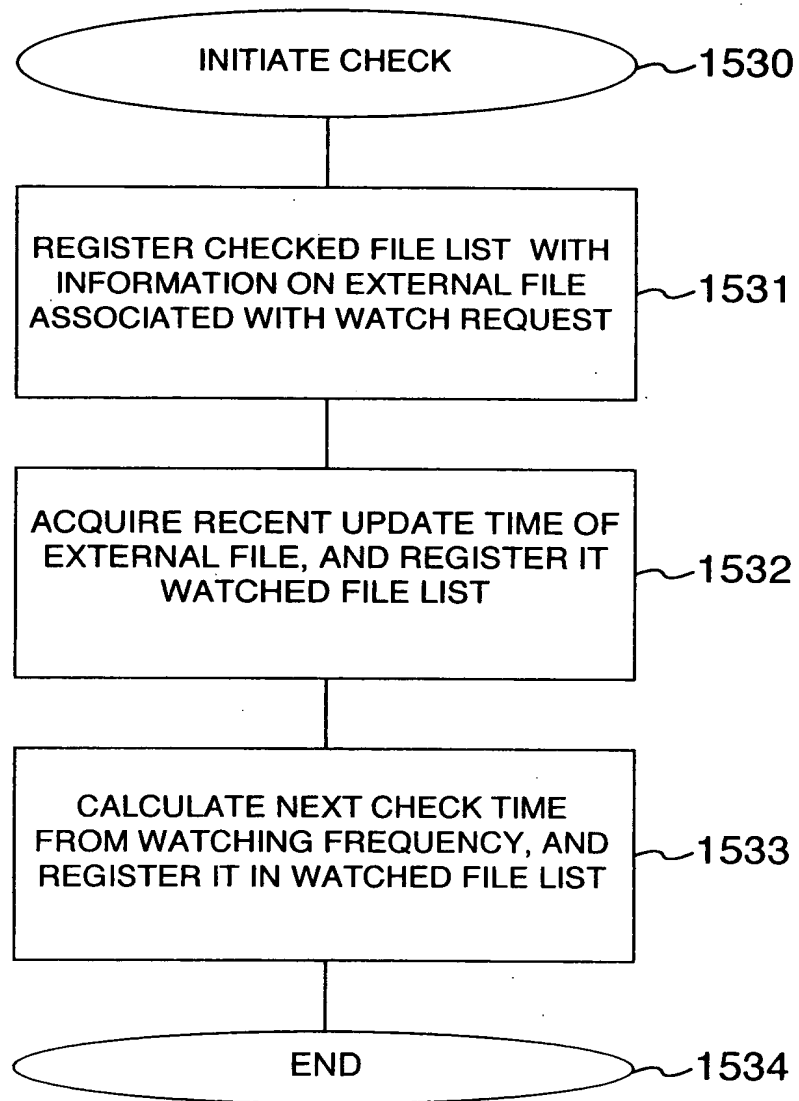 INITIATE CHECK
1530
REGISTER CHECKED FILE LIST WITH
INFORMATION ON EXTERNAL FILE
ASSOCIATED WITH WATCH REQUEST
1531
ACQUIRE RECENT UPDATE TIME OF
EXTERNAL FILE, AND REGISTER IT
WATCHED FILE LIST
1532
CALCULATE NEXT CHECK TIME
FROM WATCHING FREQUENCY, AND
REGISTER IT IN WATCHED FILE LIST
1533
END
1534